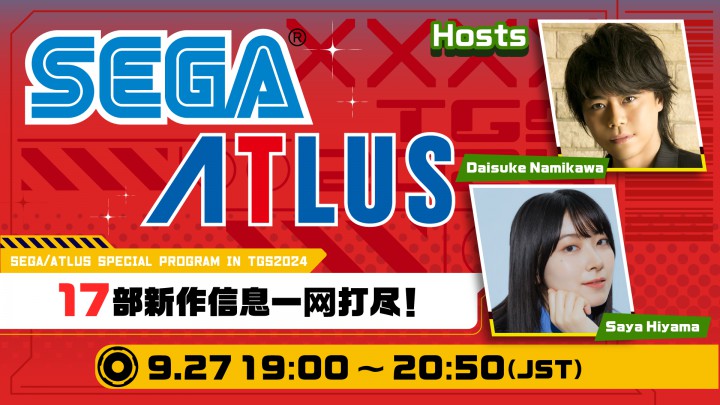 SEGA®
ATLUS
Hosts
Daisuke Namikawa
Saya Hiyama
SEGA/ATLUS SPECIAL PROGRAM IN TGS2024
17部新作信息一网打尽!
9.27 19:00 ~ 20:50(JST)